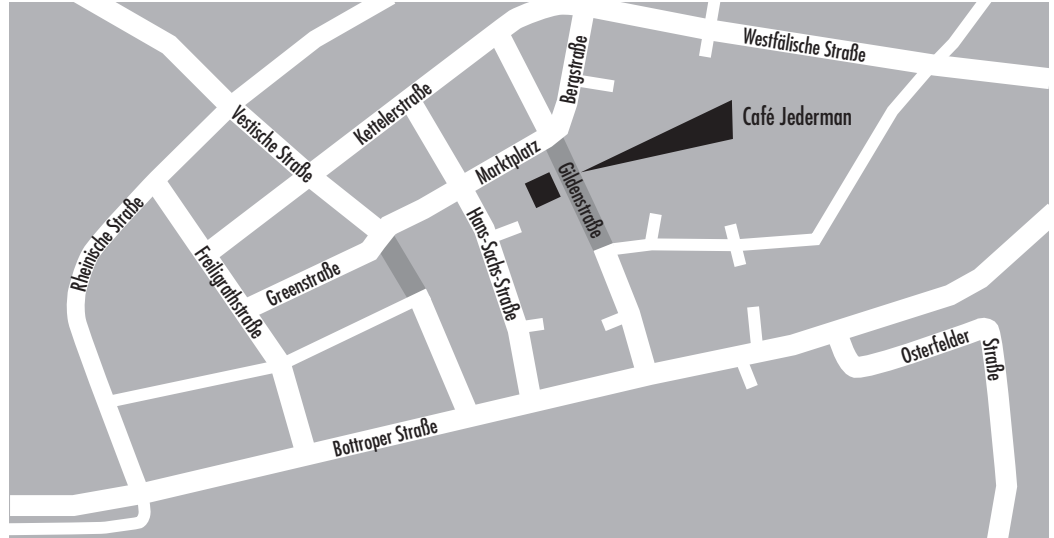 Westfälische Straße
Bergstraße
Café Jederman
Kettelerstraße
Vestische Straße
Marktplatz
Gildenstraße
Rheinische Straße
Hans-Sachs-Straße
Freiligrathstraße
Greenstraße
Osterfelder
Straße
Bottroper Straße